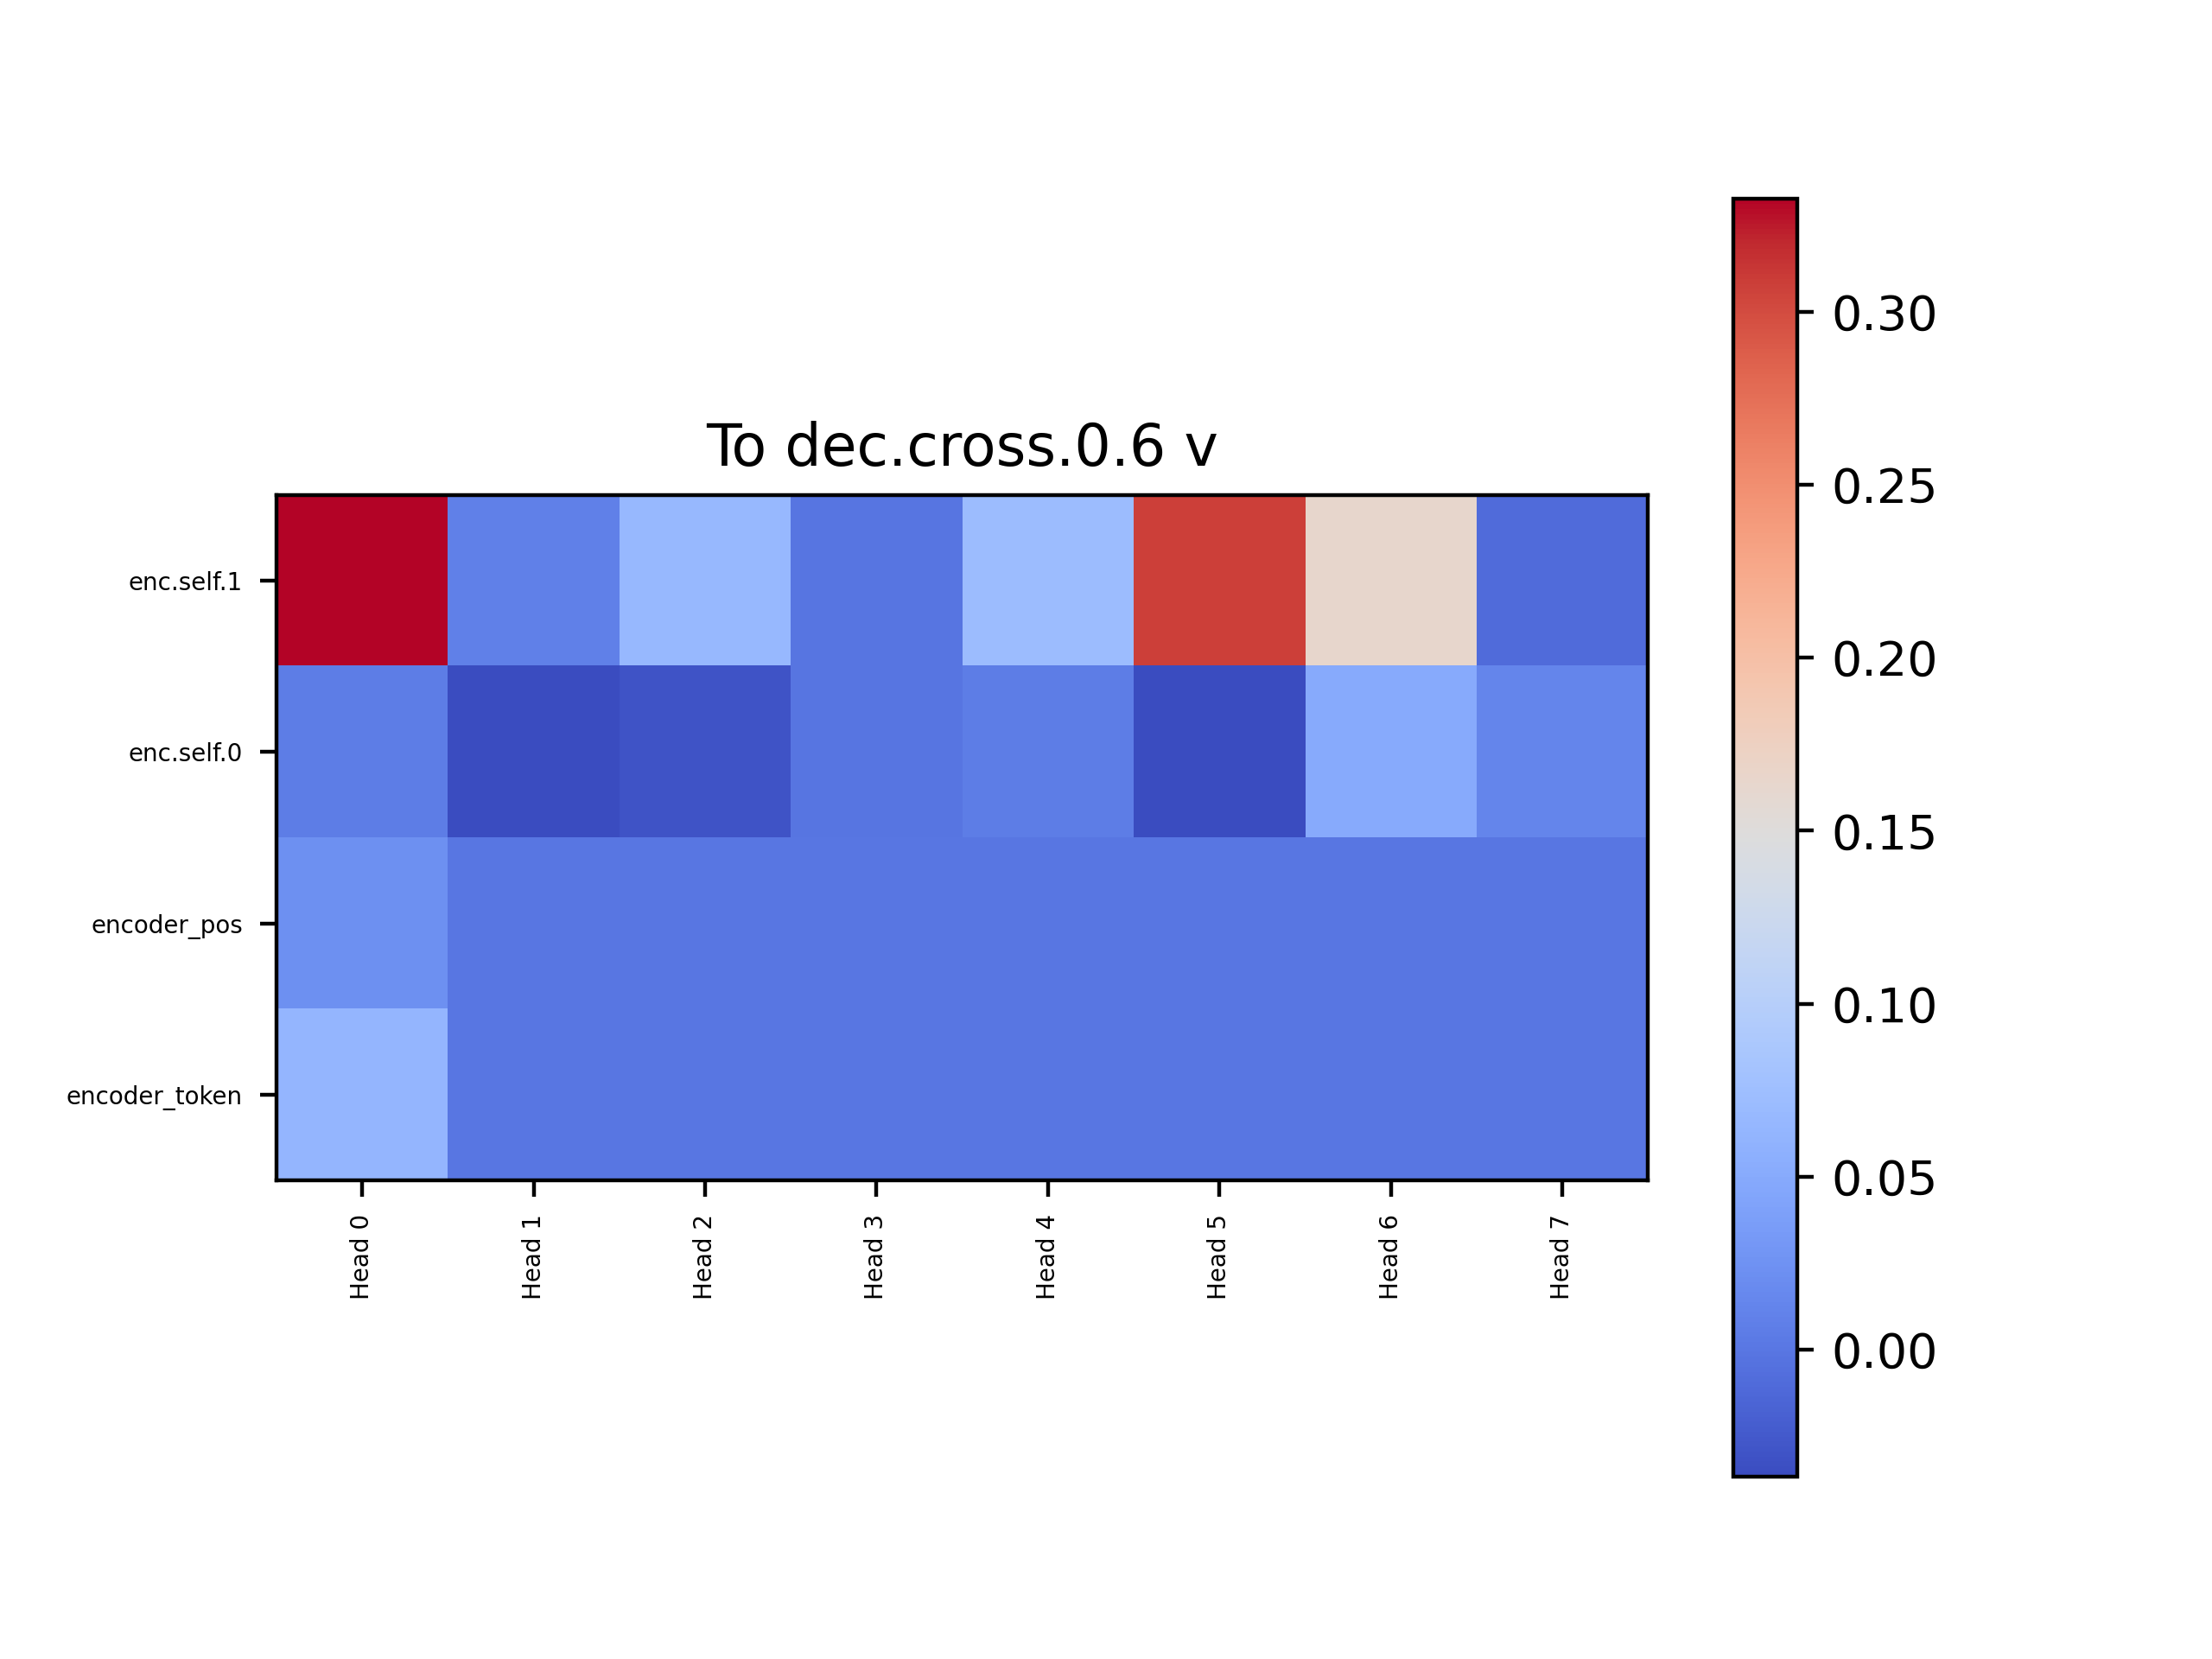 To dec.cross.0.6 v
enc.self.1
enc.self.0
encoder_pos
encoder_token
Head 0
Head 1
Head 2
Head 3
Head 4
Head 5
Head 6
Head 7
0.30
0.25
0.20
0.15
0.10
0.05
0.00